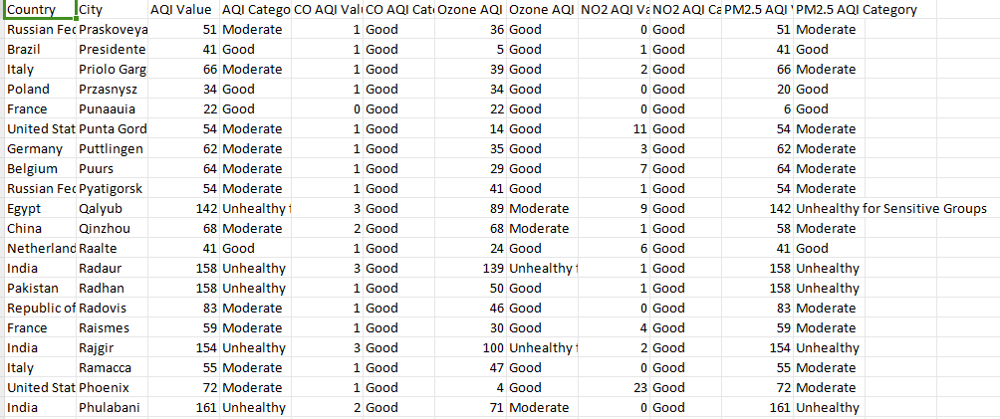 Country City AQI Value AQI Catego CO AQI Valu CO AQI Cate Ozone AQI Ozone AQI NO2 AQI Va NO2 AQI Ca PM2.5 AQI V PM2.5 AQI Category
Russian Fec Praskoveya 51 Moderate 1 Good 36 Good 0 Good 51 Moderate
Brazil Presidente 41 Good 1 Good 5 Good 1 Good 41 Good
Italy Priolo Garg 66 Moderate 1 Good 39 Good 2 Good 66 Moderate
Poland Przasnysz 34 Good 1 Good 34 Good 0 Good 20 Good
France Punaauia 22 Good 0 Good 22 Good 0 Good 6 Good
United Stat Punta Gord 54 Moderate 1 Good 14 Good 11 Good 54 Moderate
Germany Puttlingen 62 Moderate 1 Good 35 Good 3 Good 62 Moderate
Belgium Puurs 64 Moderate 1 Good 29 Good 7 Good 64 Moderate
Russian Fec Pyatigorsk 54 Moderate 1 Good 41 Good 1 Good 54 Moderate
Egypt Qalyub 142 Unhealthy f 3 Good 89 Moderate 9 Good 142 Unhealthy for Sensitive Groups
China Qinzhou 68 Moderate 2 Good 68 Moderate 1 Good 58 Moderate
Netherland Raalte 41 Good 1 Good 24 Good 6 Good 41 Good
India Radaur 158 Unhealthy 3 Good 139 Unhealthy f 1 Good 158 Unhealthy
Pakistan Radhan 158 Unhealthy 1 Good 50 Good 1 Good 158 Unhealthy
Republic of Radovis 83 Moderate 1 Good 46 Good 0 Good 83 Moderate
France Raismes 59 Moderate 1 Good 30 Good 4 Good 59 Moderate
India Rajgir 154 Unhealthy 3 Good 100 Unhealthy f 2 Good 154 Unhealthy
Italy Ramacca 55 Moderate 1 Good 47 Good 0 Good 55 Moderate
United Stat Phoenix 72 Moderate 1 Good 4 Good 23 Good 72 Moderate
India Phulabani 161 Unhealthy 2 Good 71 Moderate 0 Good 161 Unhealthy